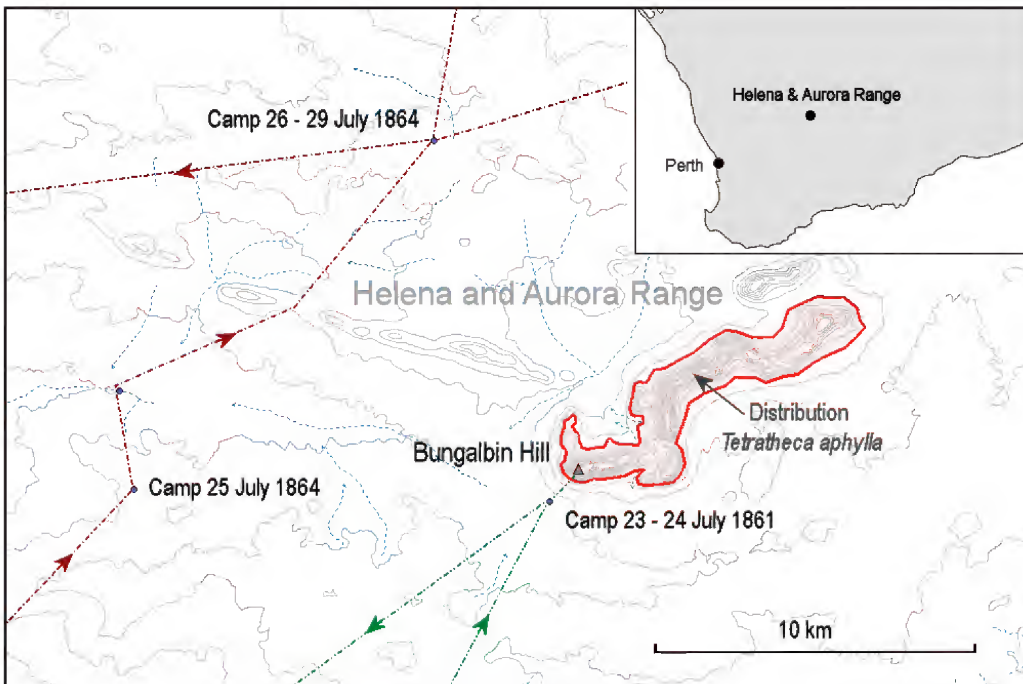 Camp 26 - 29 July 1864
Helena & Aurora Range
Perth
Helena and Aurora Range
Distribution
Tetratheca aphylla
Bungalbin Hill
Camp 25 July 1864
Camp 23 - 24 July 1861
10 km